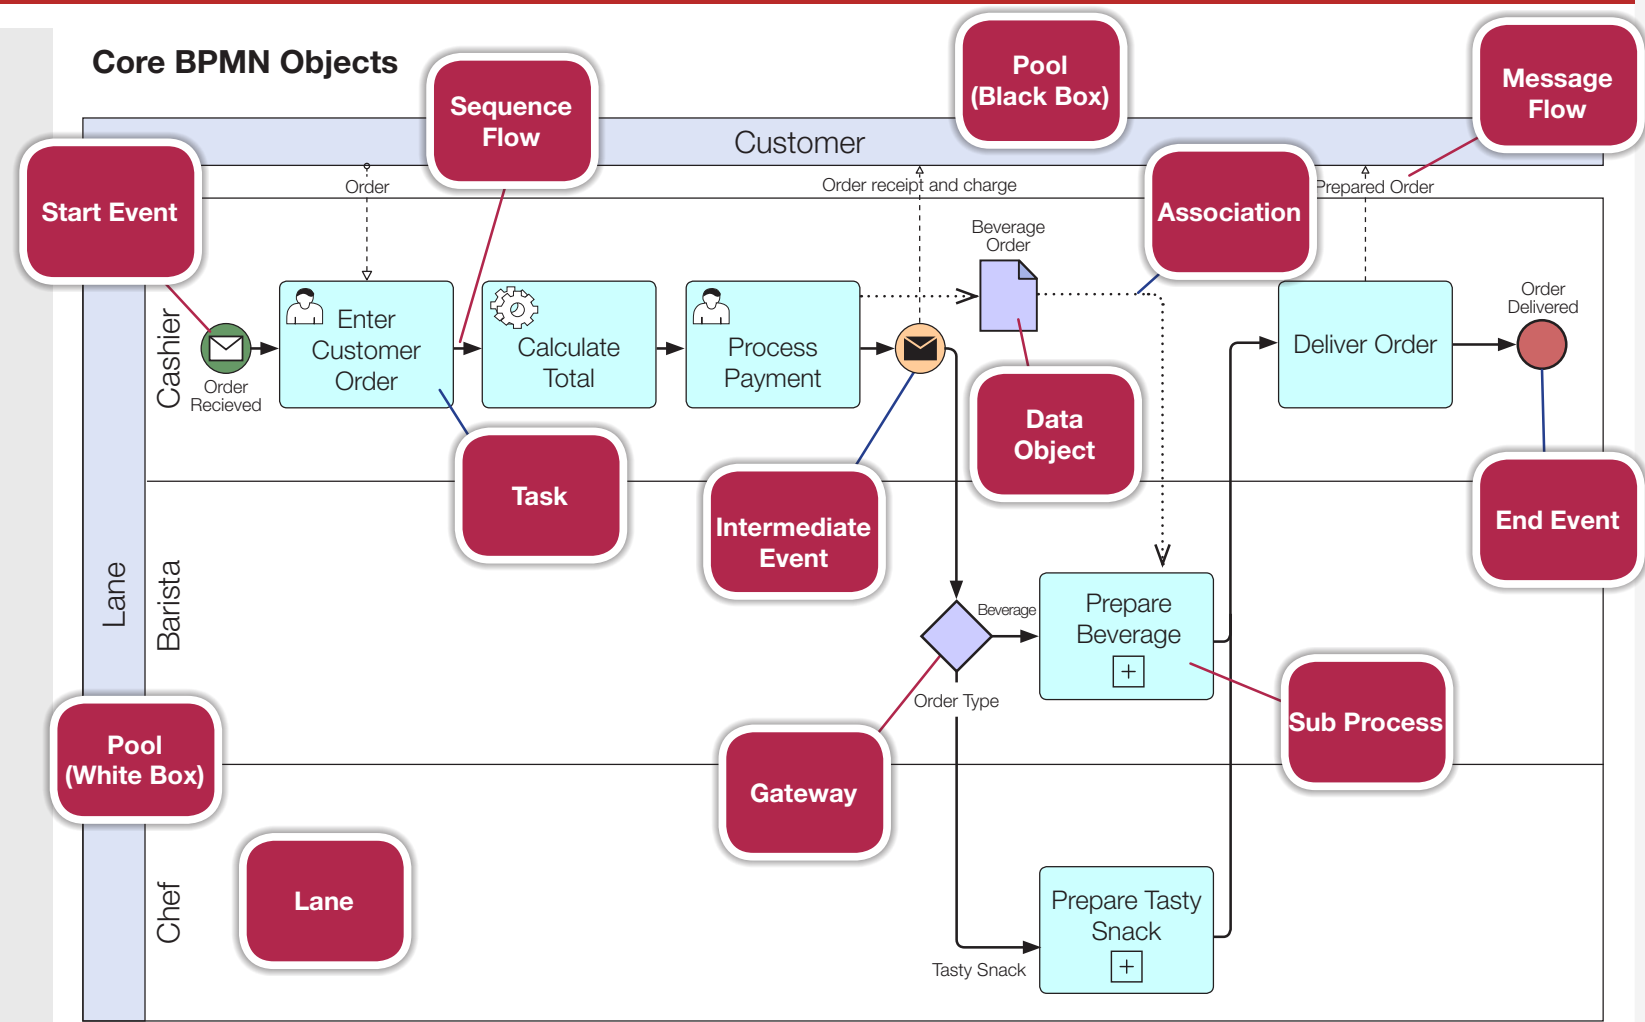 Core BPMN Objects
Pool
(Black Box)
Message
Flow
Sequence
Flow
Customer
Start Event
Order
Order receipt and charge
Association
Prepared Order
Beverage
Order
Order
Delivered
Cashier
Enter
Customer
Order
Calculate
Total
Process
Payment
Deliver Order
Order
Recieved
Data
Object
Task
Intermediate
Event
End Event
Lane
Barista
Beverage
Prepare
Beverage
Order Type
Sub Process
Pool
(White Box)
Gateway
Chef
Lane
Prepare Tasty
Snack
Tasty Snack